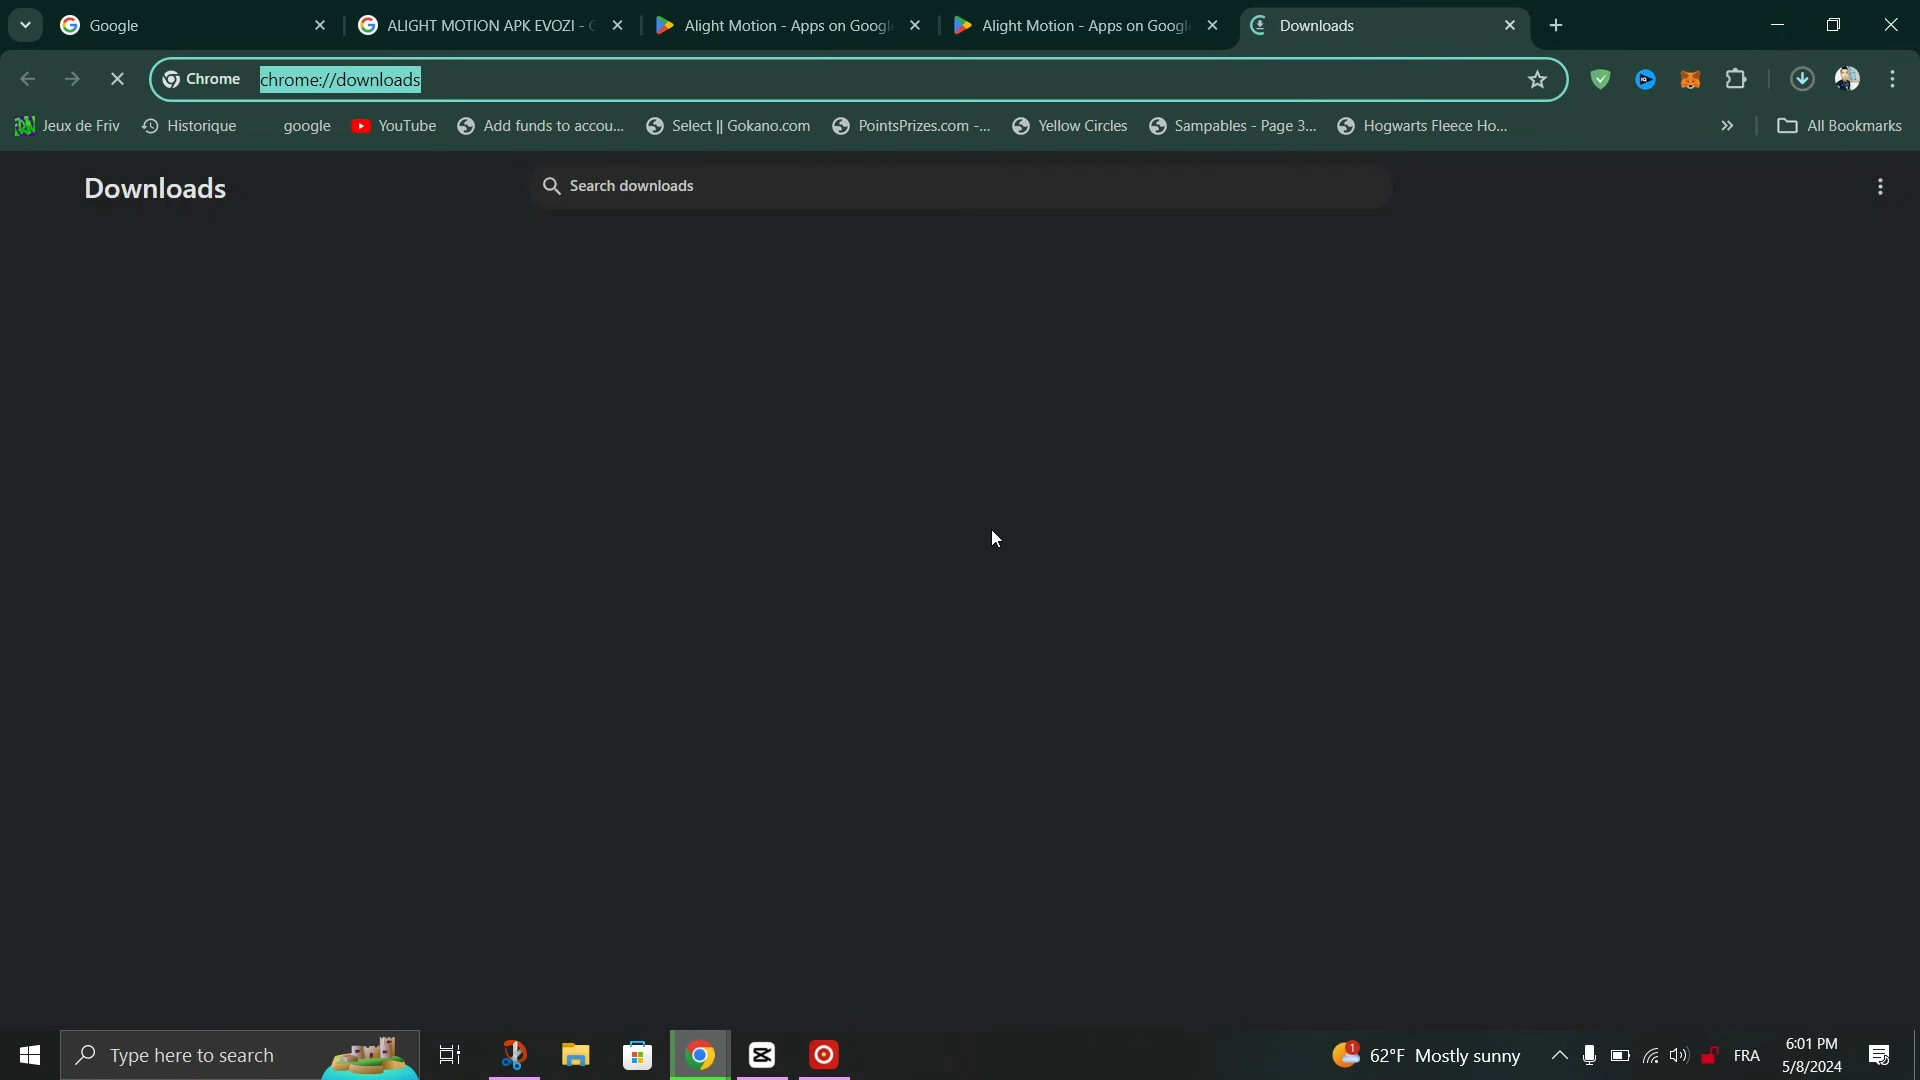 Google
ALIGHT MOTION APK EVOZI - G
Alight Motion - Apps on Google
Alight Motion - Apps on Google
Downloads
Chrome
chrome://downloads
Jeux de Friv
Historique
google
YouTube
Add funds to accou...
Select || Gokano.com
PointsPrizes.com -...
Yellow Circles
Sampables - Page 3...
Hogwarts Fleece Ho...
All Bookmarks
Downloads
Search downloads
Type here to search
1
62°F Mostly sunny
FRA
6:01 PM
5/8/2024